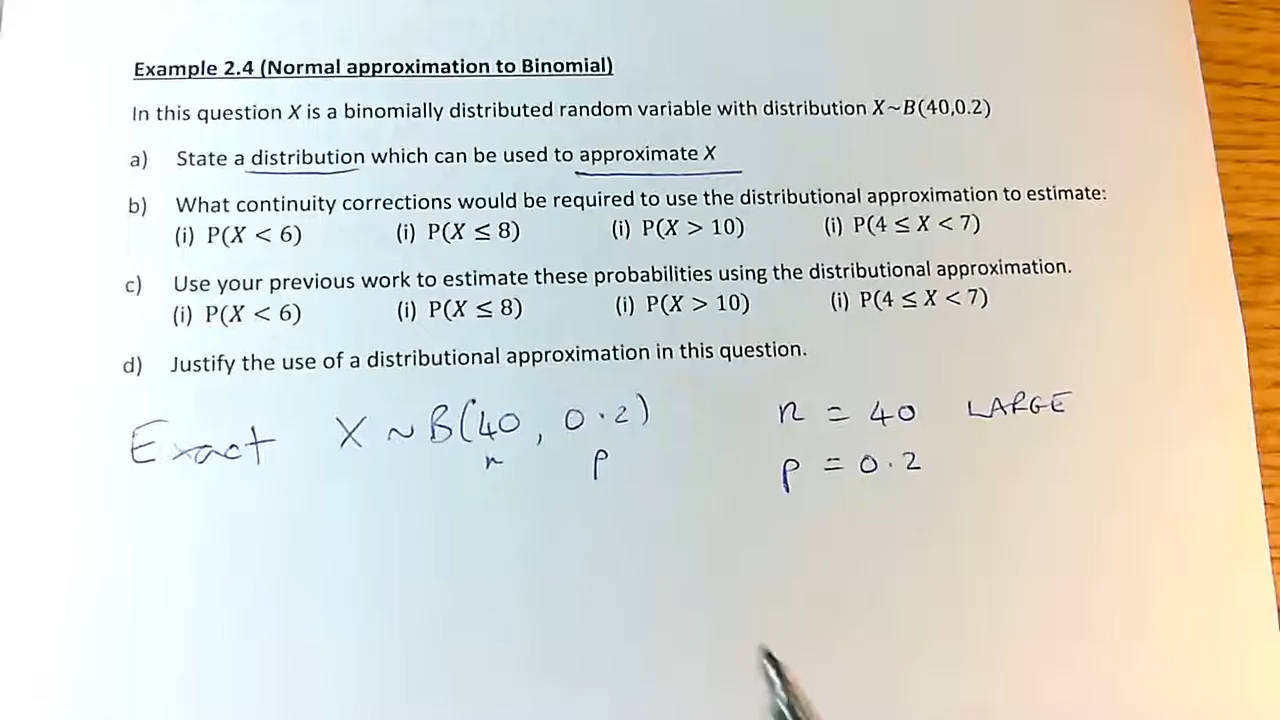 Example 2.4 (Normal approximation to Binomial)
In this question X is a binomially distributed random variable with distribution X~B(40,0.2)
a) State a distribution which can be used to approximate X
b) What continuity corrections would be required to use the distributional approximation to estimate:
(i) P(X < 6) (i) P(X ≤ 8) (i) P(X > 10) (i) P(4 ≤ X < 7)
c) Use your previous work to estimate these probabilities using the distributional approximation.
(i) P(X < 6) (i) P(X ≤ 8) (i) P(X > 10) (i) P(4 ≤ X < 7)
d) Justify the use of a distributional approximation in this question.
Exact X ~ B(40, 0.2) n = 40 LARGE
n p p = 0.2